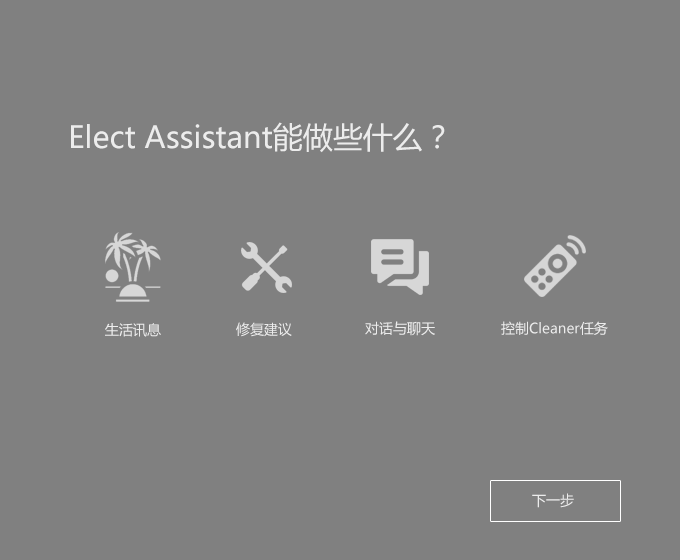 Elect Assistant能做些什么？
生活讯息
修复建议
对话与聊天
控制Cleaner任务
下一步